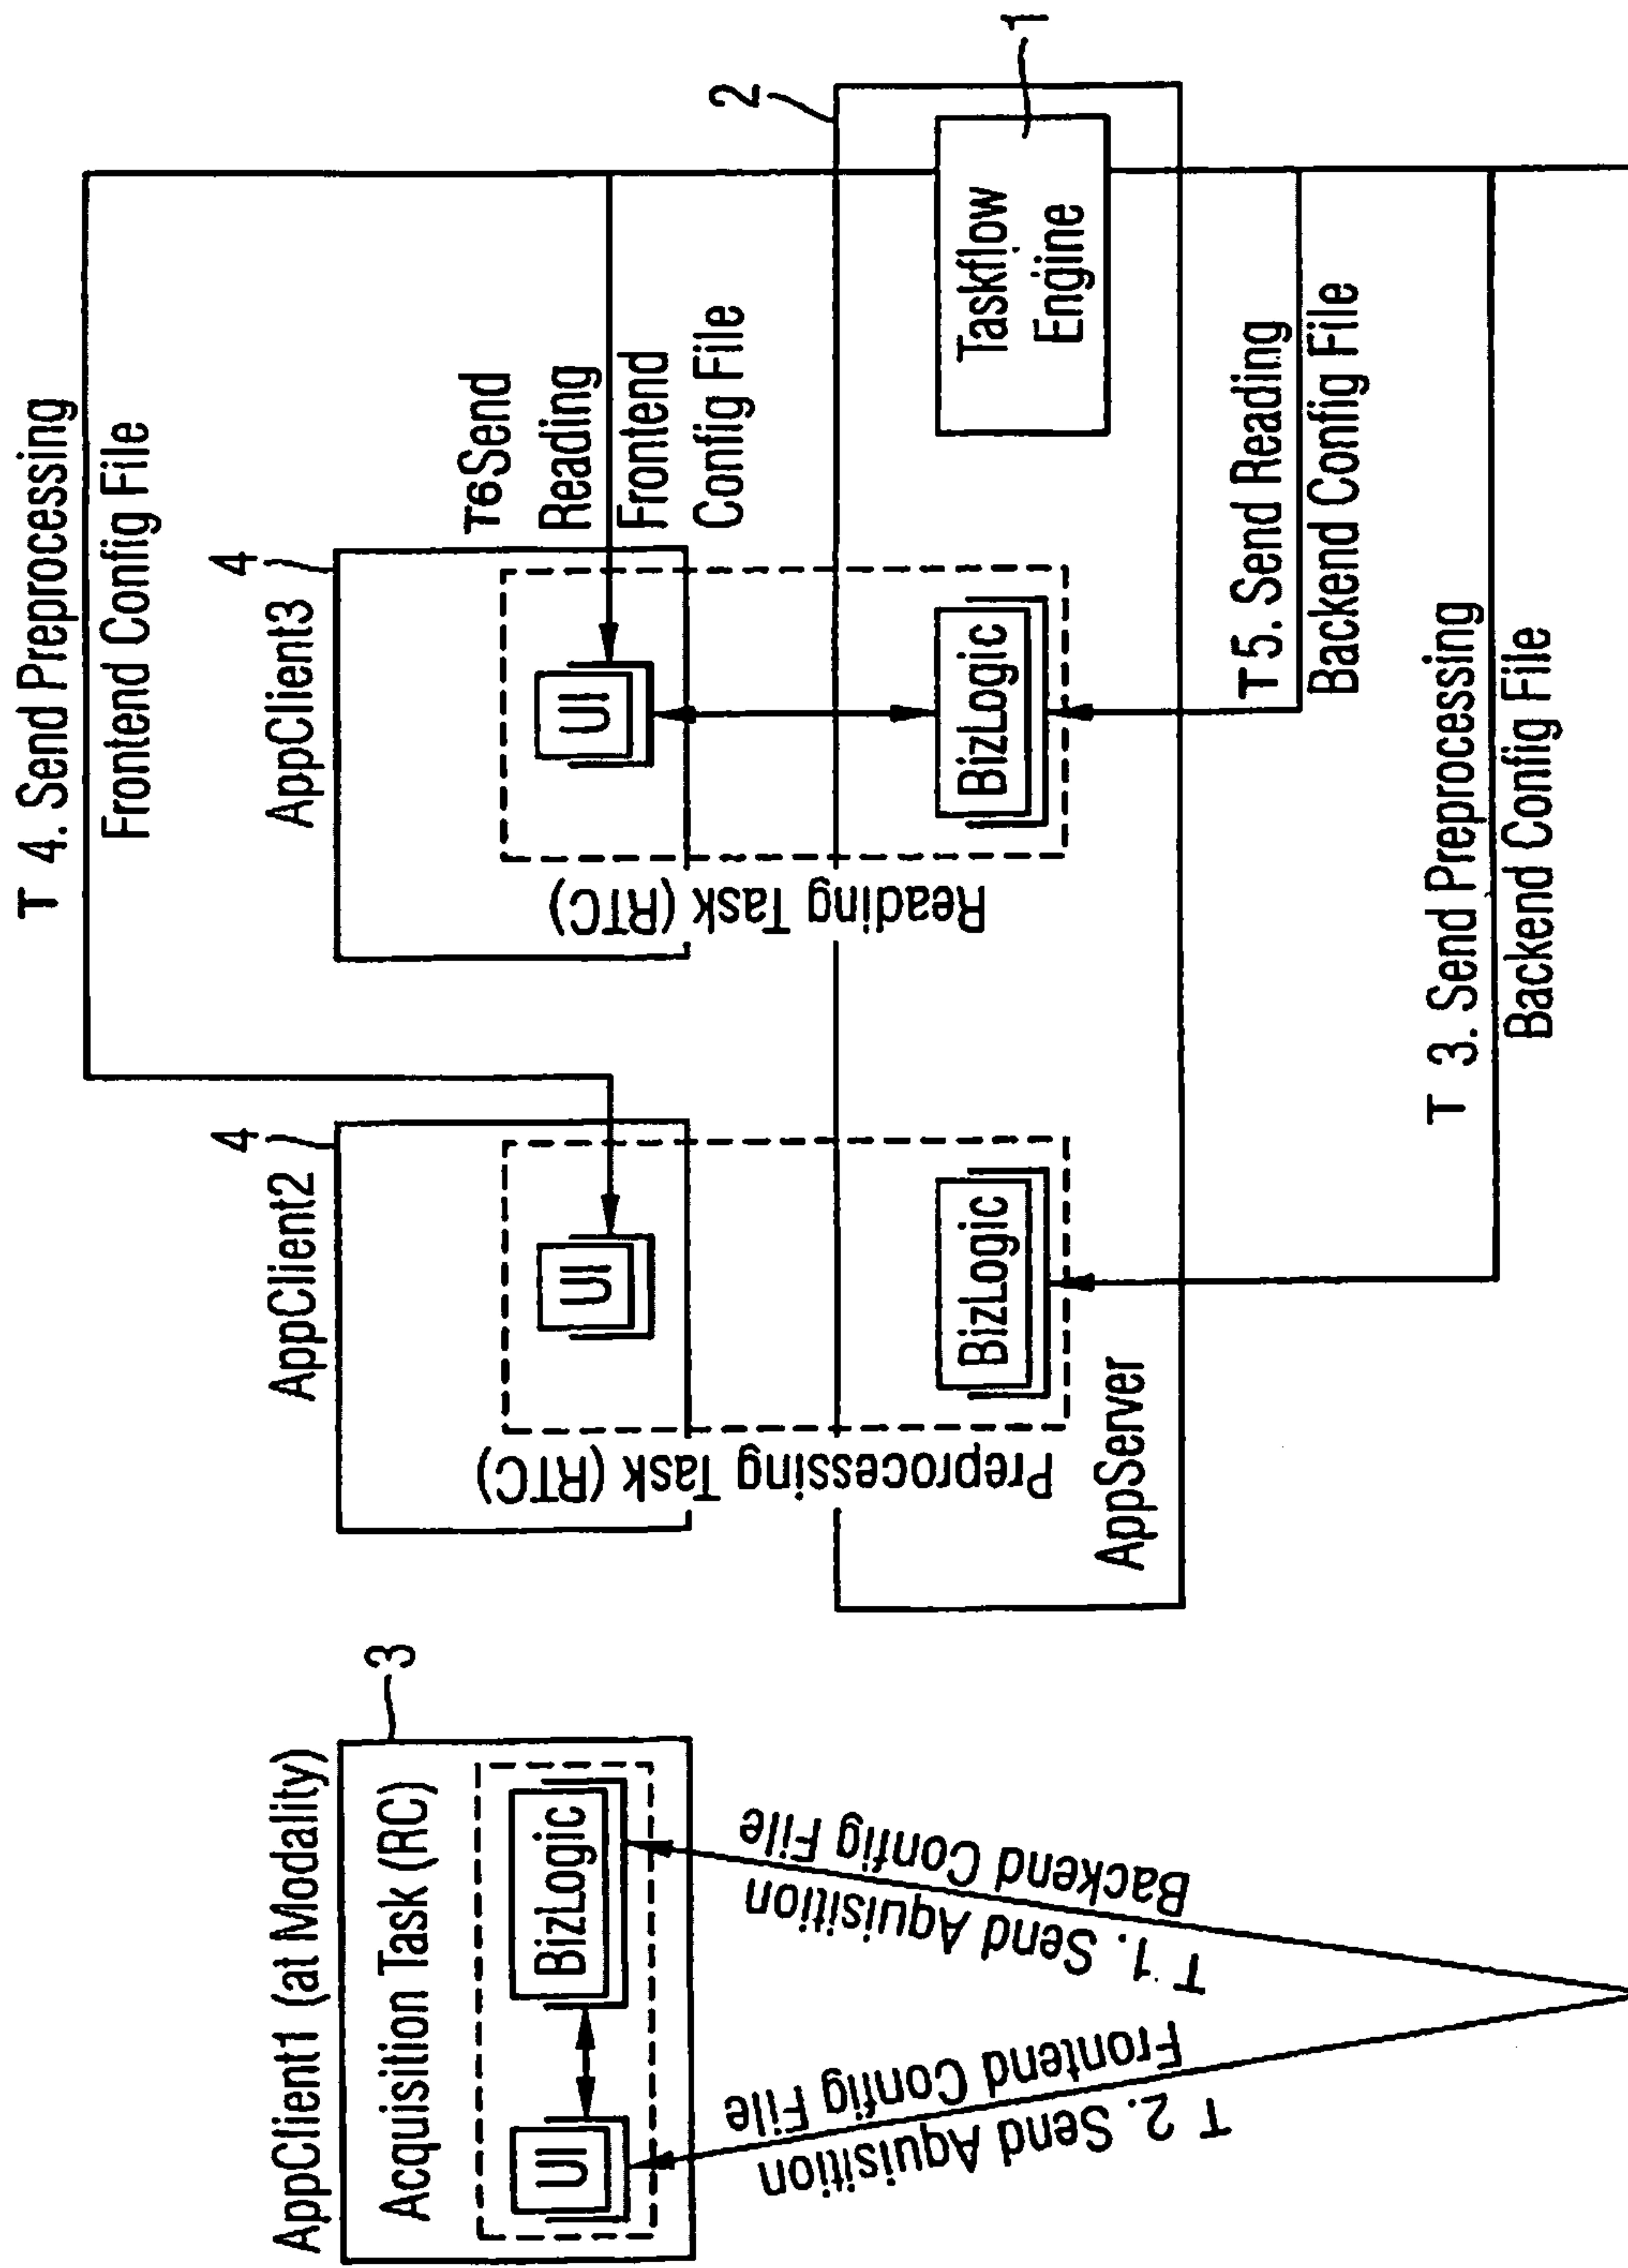 T 4. Send Preprocessing
Frontend Config File
AppClient1 (at Modality)
3
Acquisition Task (RC)
UI
BizLogic
AppClient2
4
UI
Preprocessing Task (RTC)
BizLogic
AppClient3
4
UI
Reading Task (RTC)
BizLogic
T6Send
Reading
Frontend
Config File
2
Taskflow
Engine
1
AppServer
T 2. Send Aquisition
Frontend Config File
T 1. Send Aquisition
Backend Config File
T 5. Send Reading
Backend Config File
T 3. Send Preprocessing
Backend Config File